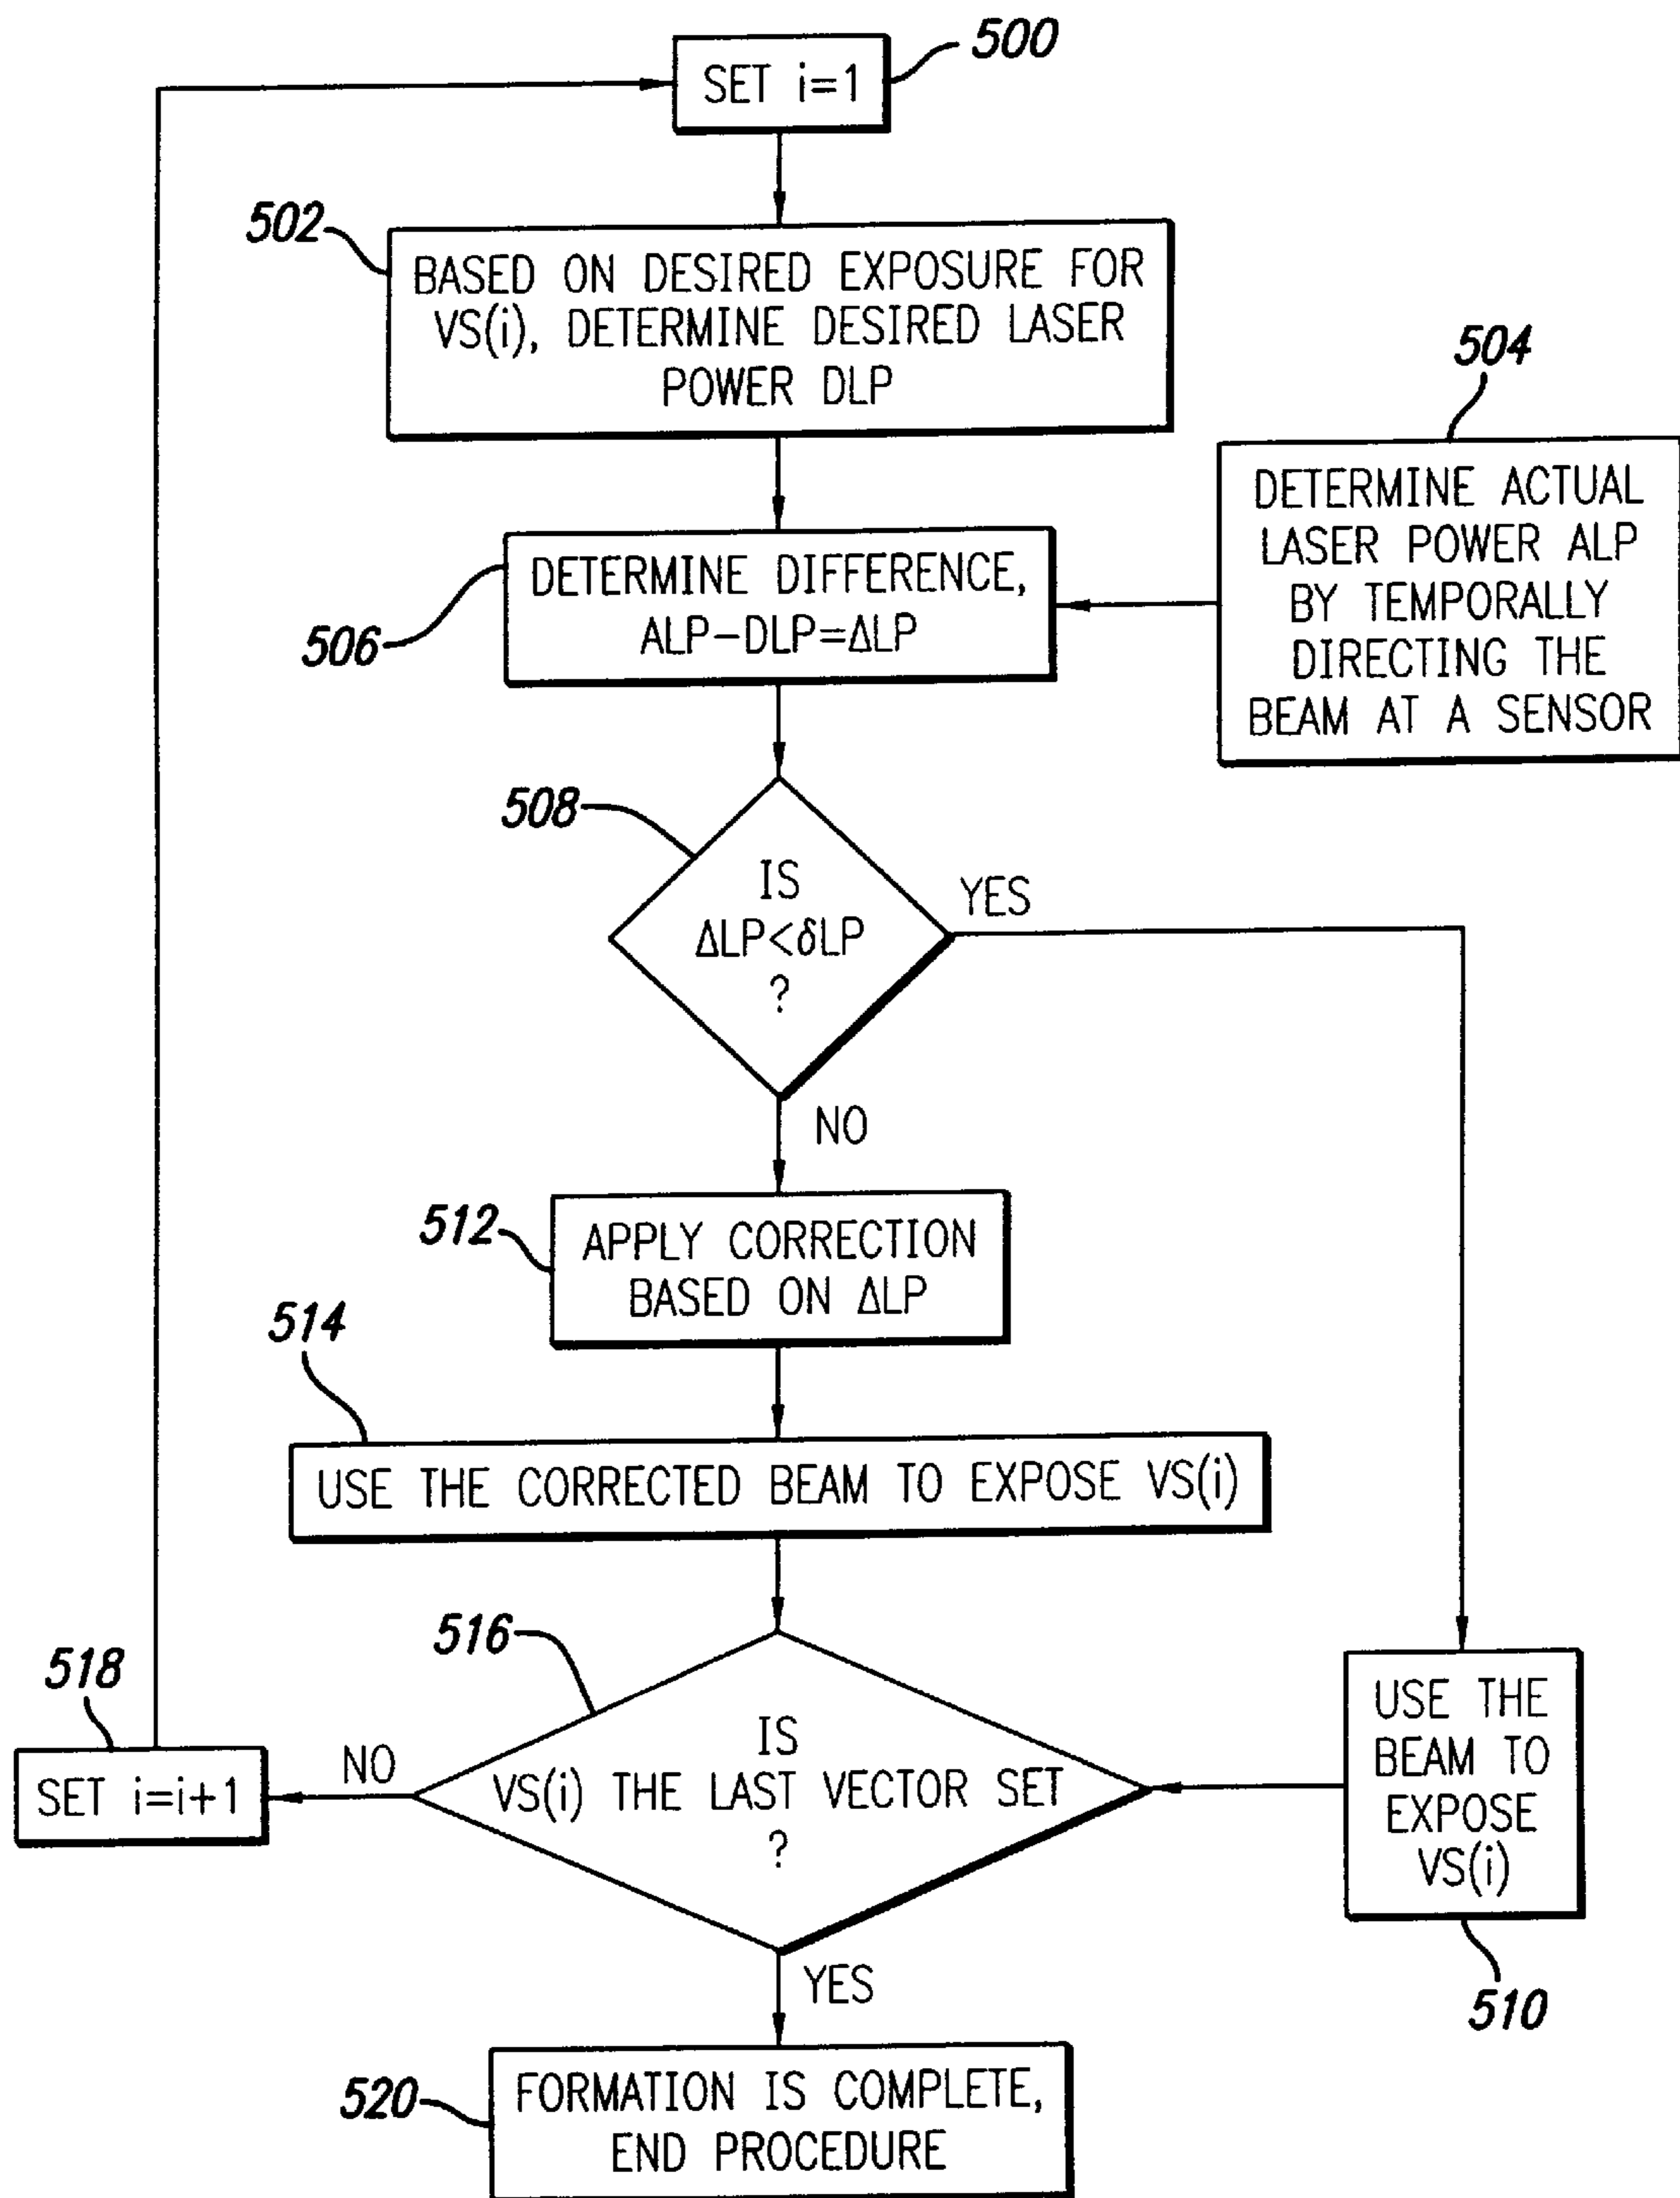 500
SET i=1
502
BASED ON DESIRED EXPOSURE FOR
VS(i), DETERMINE DESIRED LASER
POWER DLP
504
DETERMINE ACTUAL
LASER POWER ALP
BY TEMPORALLY
DIRECTING THE
BEAM AT A SENSOR
506
DETERMINE DIFFERENCE,
ALP-DLP=ΔLP
508
IS
ΔLP<δLP
?
YES
NO
512
APPLY CORRECTION
BASED ON ΔLP
514
USE THE CORRECTED BEAM TO EXPOSE VS(i)
516
IS
VS(i) THE LAST VECTOR SET
?
NO
518
SET i=i+1
USE THE
BEAM TO
EXPOSE
VS(i)
510
YES
520
FORMATION IS COMPLETE,
END PROCEDURE